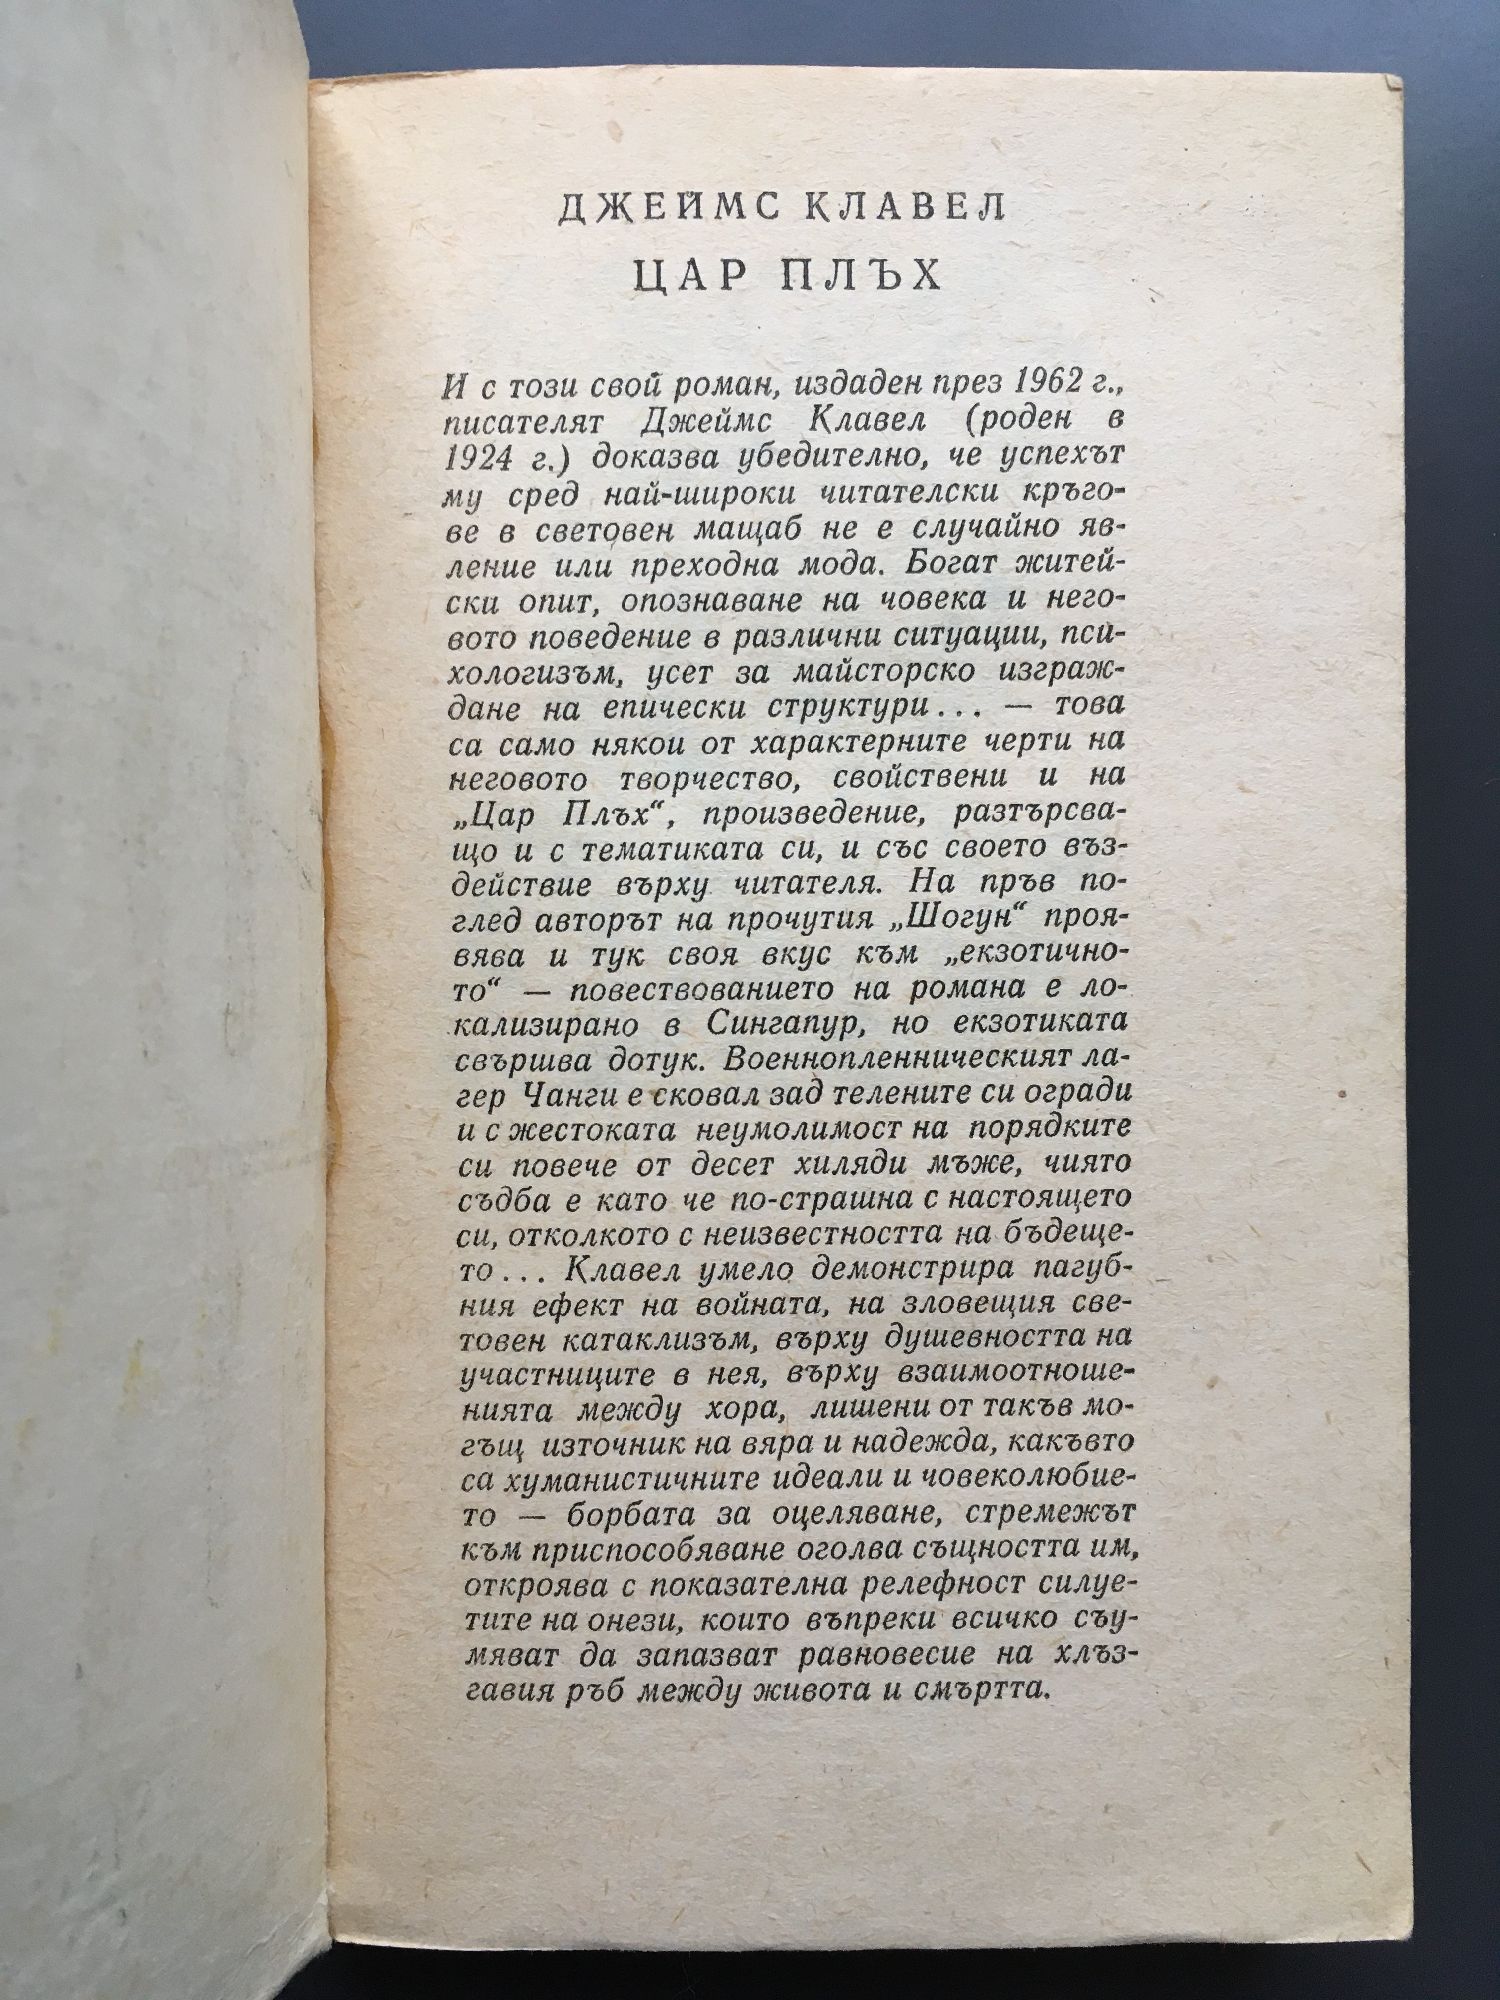 ДЖЕЙМС КЛАВЕЛ
ЦАР ПЛЪХ
И с този свой роман, издаден през 1962 г.,
писателят Джеймс Клавел (роден в
1924 г.) доказва убедително, че успехът
му сред най-широки читателски кръго-
ве в световен мащаб не е случайно яв-
ление или преходна мода. Богат житей-
ски опит, опознаване на човека и него-
вото поведение в различни ситуации, пси-
хологизъм, усет за майсторско изграж-
дане на епически структури... — това
са само някои от характерните черти на
неговото творчество, свойствени и на
„Цар Плъх“, произведение, разтърсва-
що и с тематиката си, и със своето въз-
действие върху читателя. На пръв по-
глед авторът на прочутия „Шогун“ проя-
вява и тук своя вкус към „екзотично-
то“ — повествованието на романа е ло-
кализирано в Сингапур, но екзотиката
свършва дотук. Военнопленническият ла-
гер Чанги е сковал зад телените си огради
и с жестоката неумолимост на порядките
си повече от десет хиляди мъже, чиято
съдба е като че по-страшна с настоящето
си, отколкото с неизвестността на бъдеще-
то... Клавел умело демонстрира пагуб-
ния ефект на войната, на зловещия све-
товен катаклизъм, върху душевността на
участниците в нея, върху взаимоотноше-
нията между хора, лишени от такъв мо-
гъщ източник на вяра и надежда, какъвто
са хуманистичните идеали и човеколюбие-
то — борбата за оцеляване, стремежът
към приспособяване оголва същността им,
откроява с показателна релефност силуе-
тите на онези, които въпреки всичко съу-
мяват да запазват равновесие на хлъз-
гавия ръб между живота и смъртта.